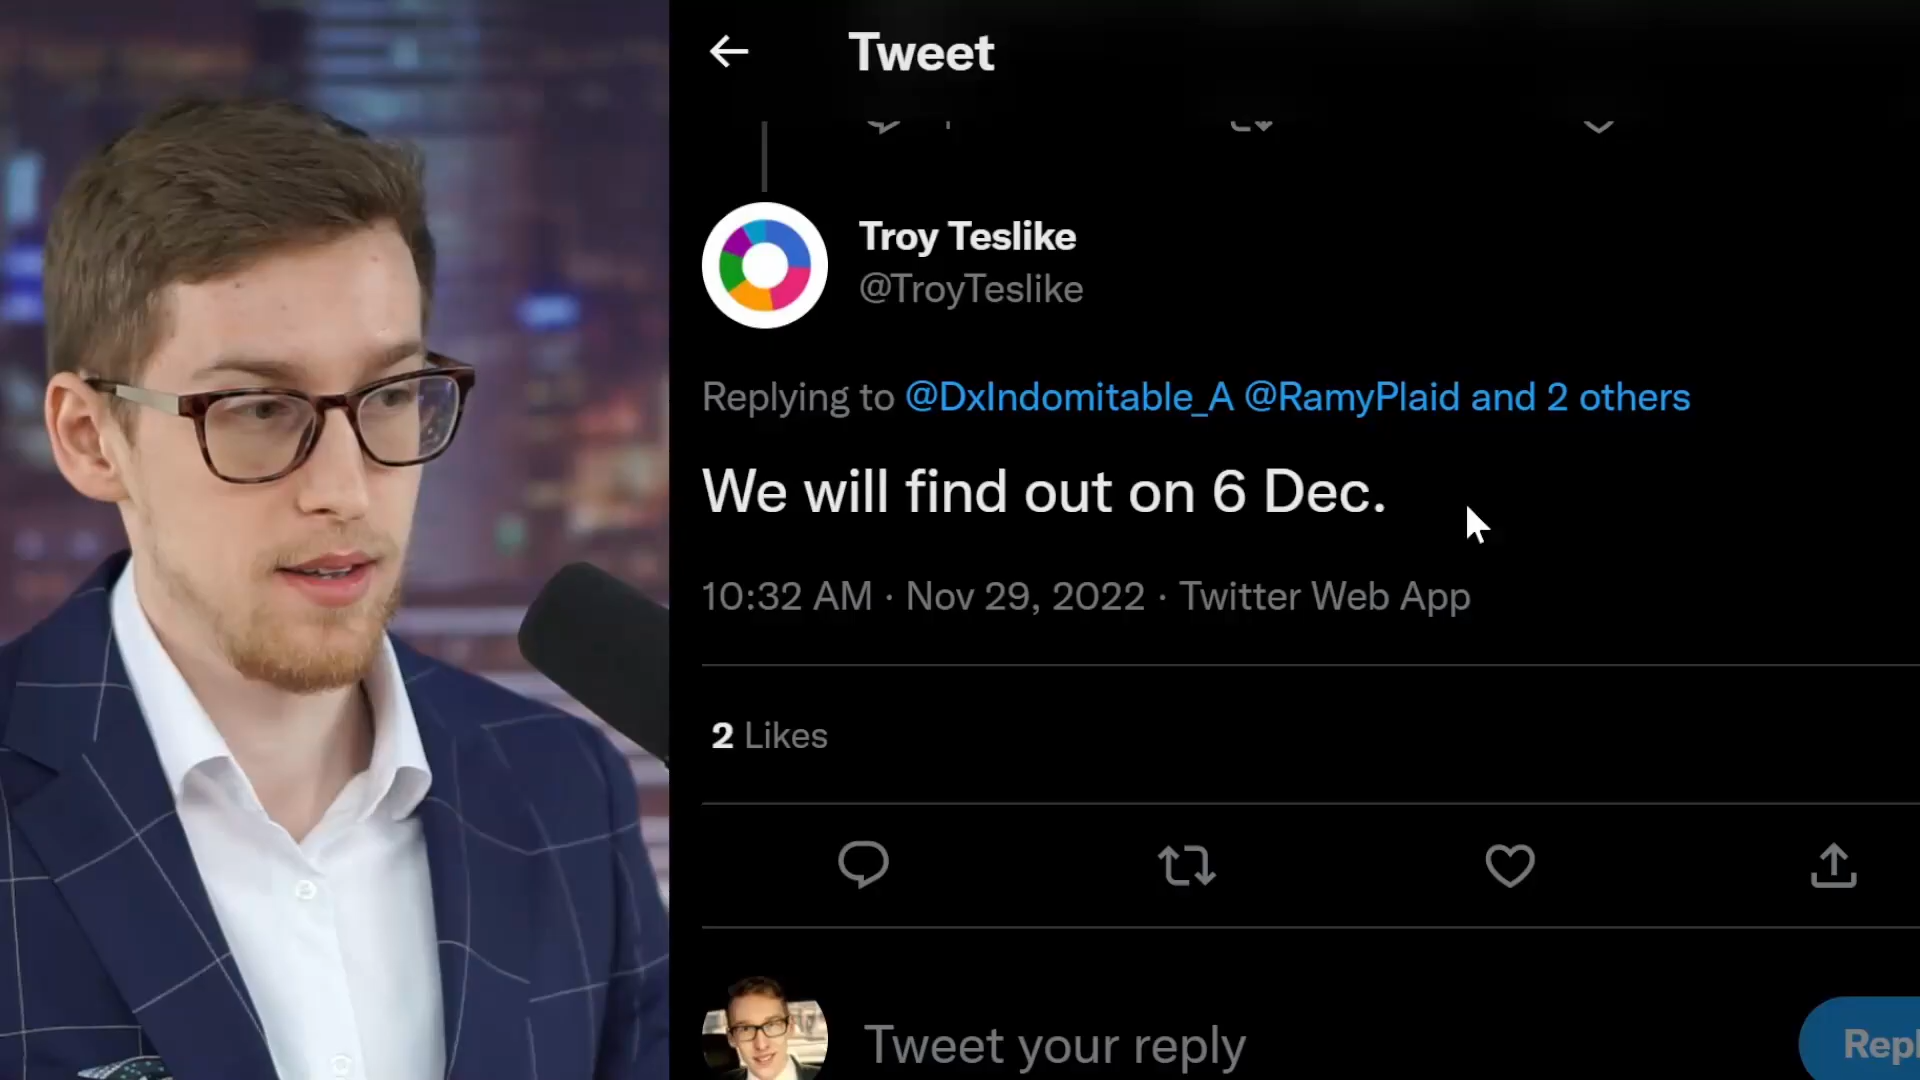 Tweet
Troy Teslike
@TroyTeslike
Replying to @DxIndomitable_A @RamyPlaid and 2 others
We will find out on 6 Dec.
10:32 AM · Nov 29, 2022 · Twitter Web App
2 Likes
Tweet your reply
Repl